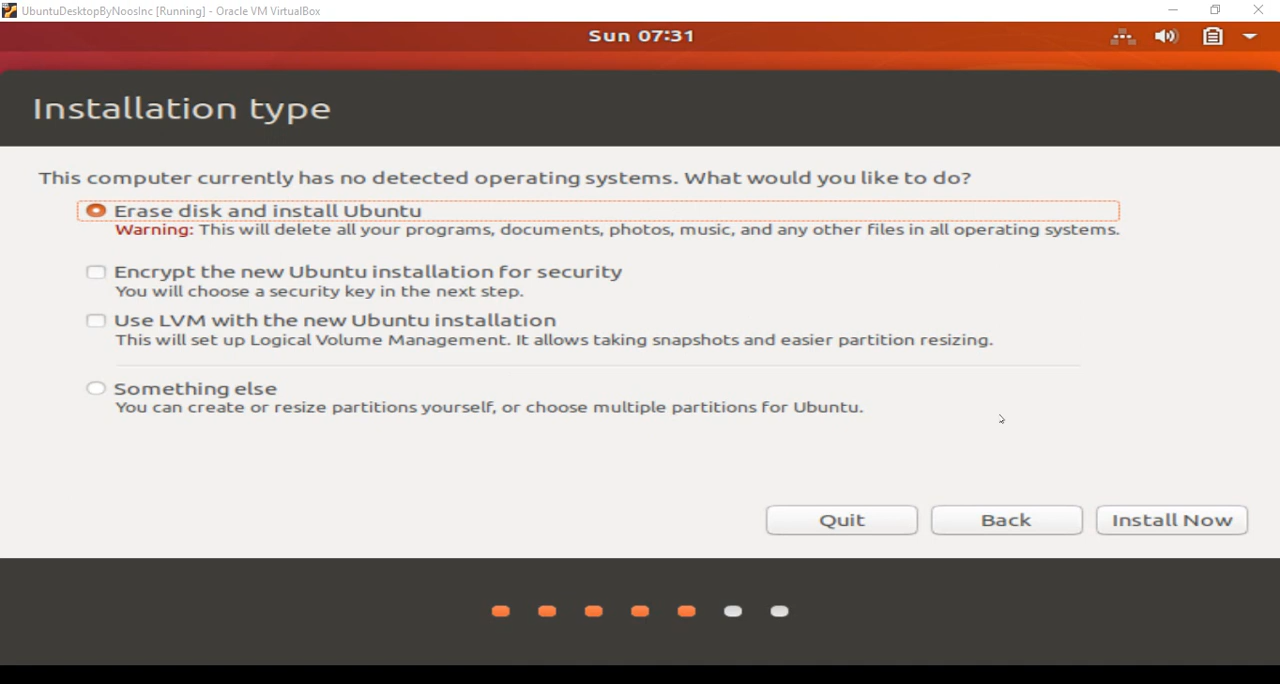 UbuntuDesktopByNoosInc [Running] - Oracle VM VirtualBox
Sun 07:31
Installation type
This computer currently has no detected operating systems. What would you like to do?
Erase disk and install Ubuntu
Warning: This will delete all your programs, documents, photos, music, and any other files in all operating systems.
Encrypt the new Ubuntu installation for security
You will choose a security key in the next step.
Use LVM with the new Ubuntu installation
This will set up Logical Volume Management. It allows taking snapshots and easier partition resizing.
Something else
You can create or resize partitions yourself, or choose multiple partitions for Ubuntu.
Quit Back Install Now